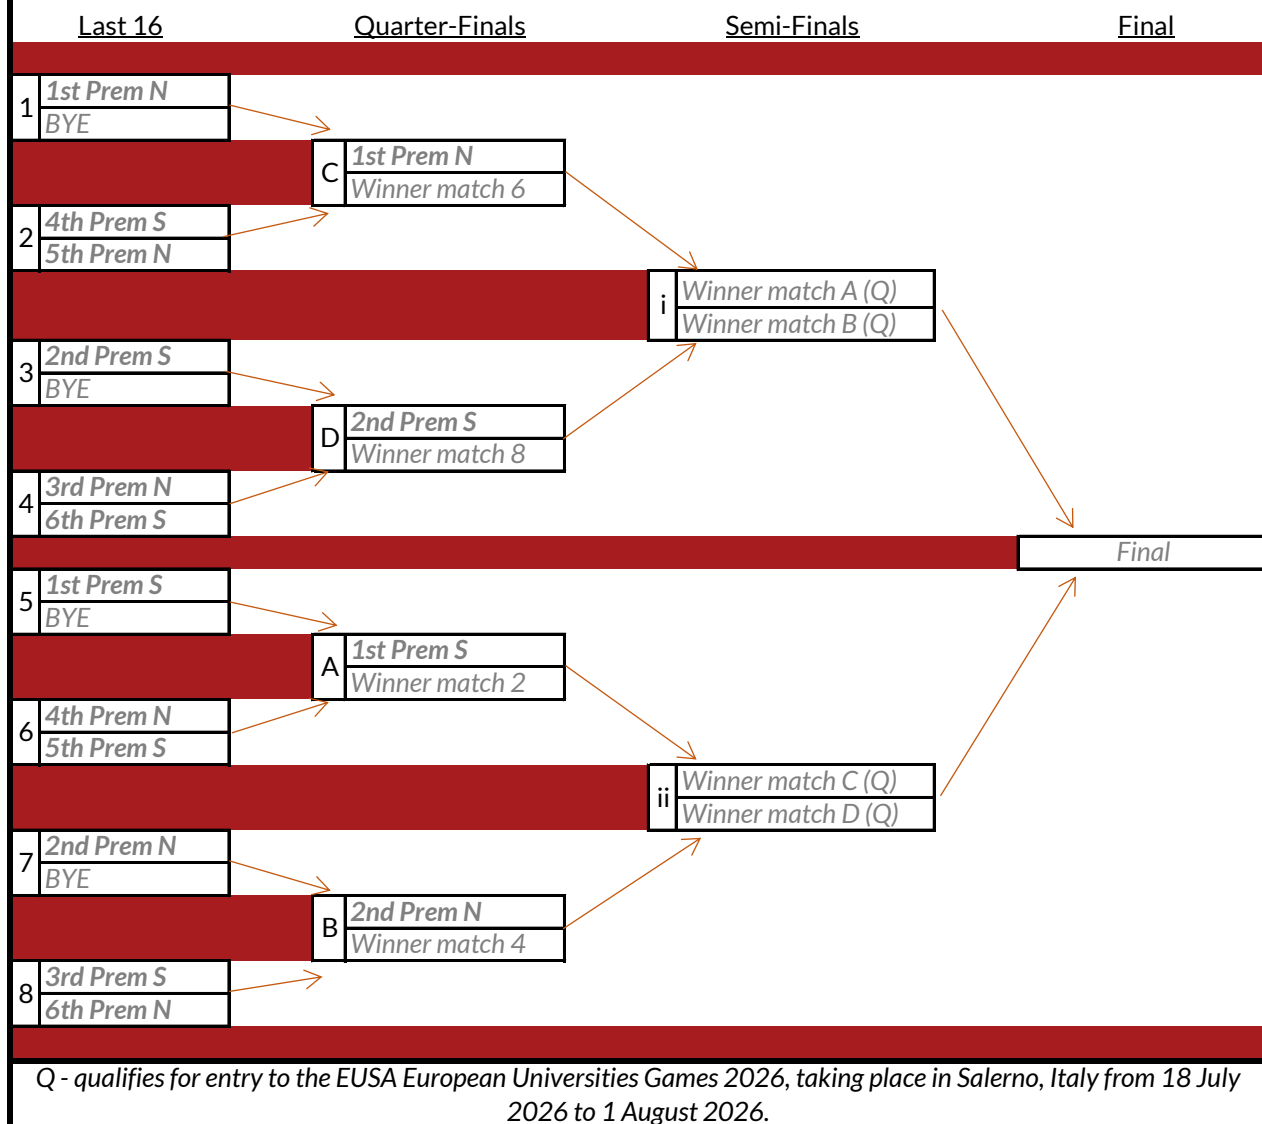 Last 16 Quarter-Finals Semi-Finals Final
1 1st Prem N
BYE
C 1st Prem N
Winner match 6
2 4th Prem S
5th Prem N
i Winner match A (Q)
Winner match B (Q)
3 2nd Prem S
BYE
D 2nd Prem S
Winner match 8
4 3rd Prem N
6th Prem S
Final
5 1st Prem S
BYE
A 1st Prem S
Winner match 2
6 4th Prem N
5th Prem S
ii Winner match C (Q)
Winner match D (Q)
7 2nd Prem N
BYE
B 2nd Prem N
Winner match 4
8 3rd Prem S
6th Prem N
Q - qualifies for entry to the EUSA European Universities Games 2026, taking place in Salerno, Italy from 18 July
2026 to 1 August 2026.